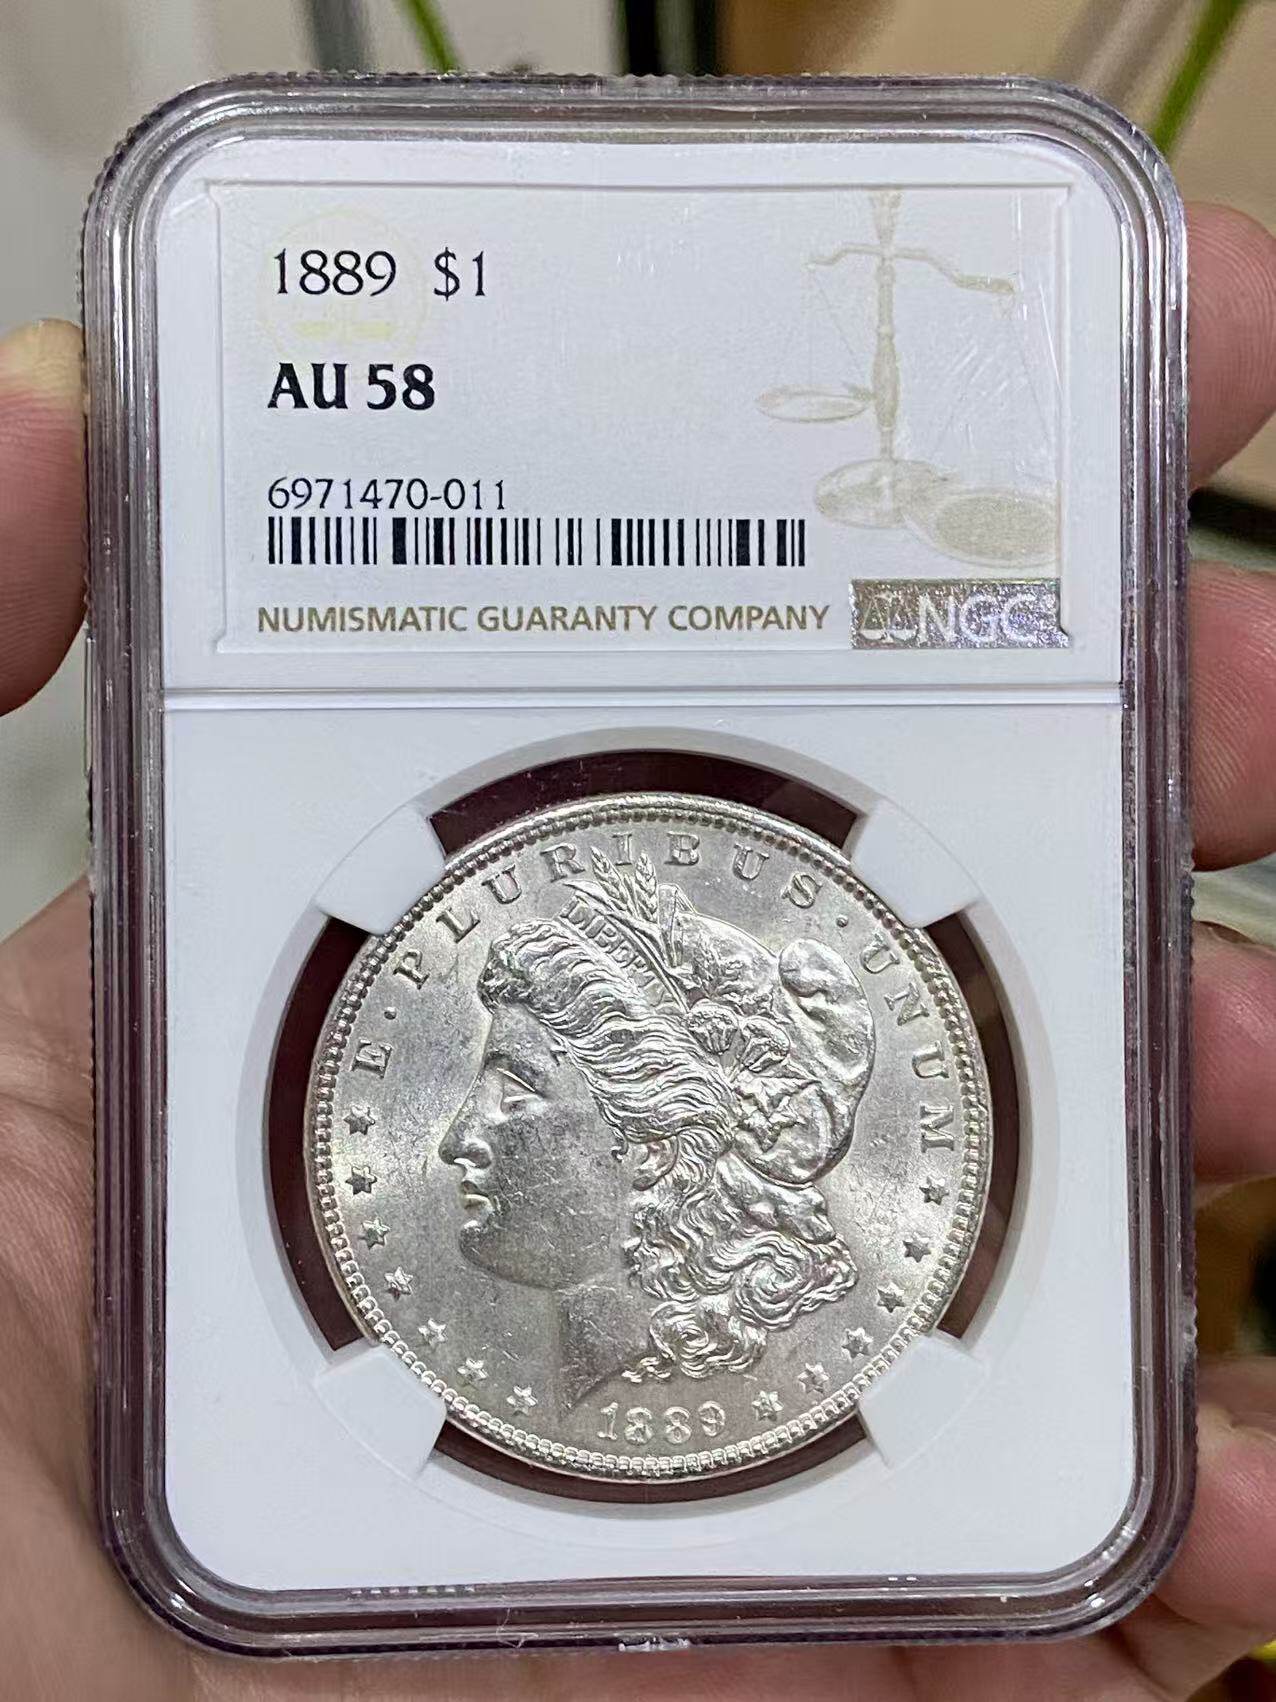 1889 $1
AU 58
6971470-011
NUMISMATIC GUARANTY COMPANY NGC
E·PLURIBUS·UNUM
LIBERTY
1889